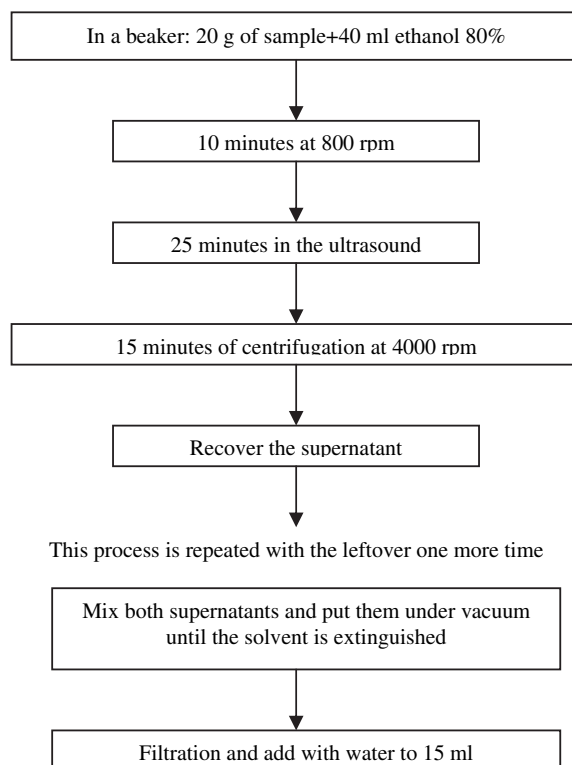 In a beaker: 20 g of sample+40 ml ethanol 80%
10 minutes at 800 rpm
25 minutes in the ultrasound
15 minutes of centrifugation at 4000 rpm
Recover the supernatant
This process is repeated with the leftover one more time
Mix both supernatants and put them under vacuum
until the solvent is extinguished
Filtration and add with water to 15 ml